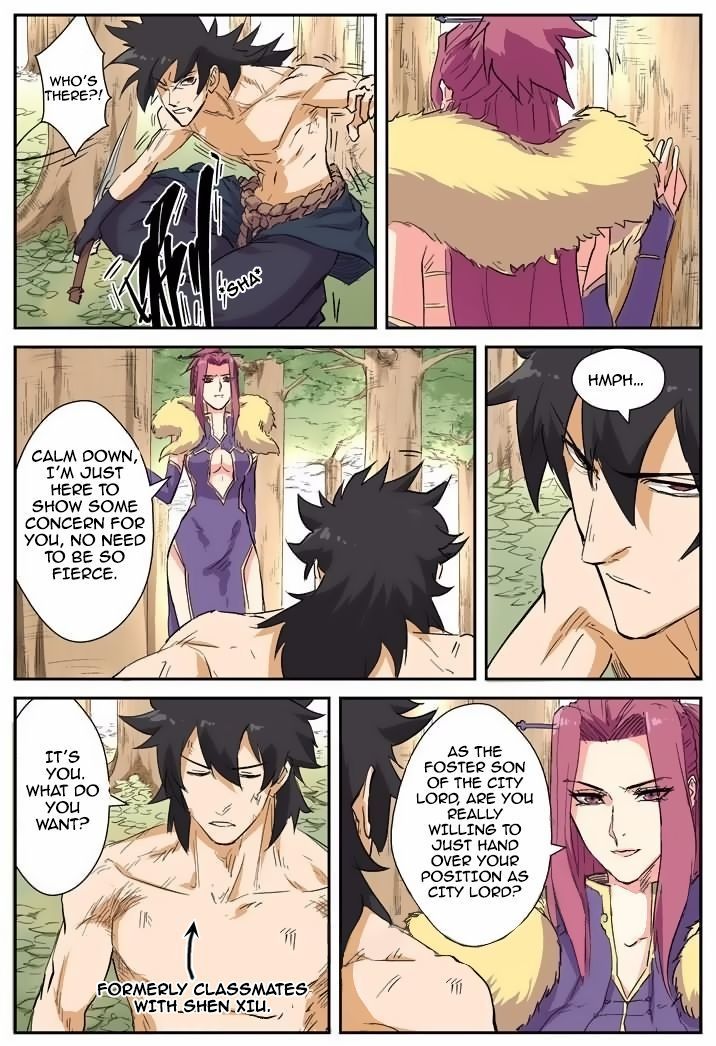 WHO'S
THERE?!
*SHA*
CALM DOWN,
I'M JUST
HERE TO
SHOW SOME
CONCERN FOR
YOU, NO NEED
TO BE SO
FIERCE.
HMPH...
IT'S
YOU.
WHAT DO
YOU
WANT?
FORMERLY CLASSMATES
WITH SHEN XIU.
AS THE
FOSTER SON
OF THE CITY
LORD, ARE YOU
REALLY
WILLING TO
JUST HAND
OVER YOUR
POSITION AS
CITY LORD?